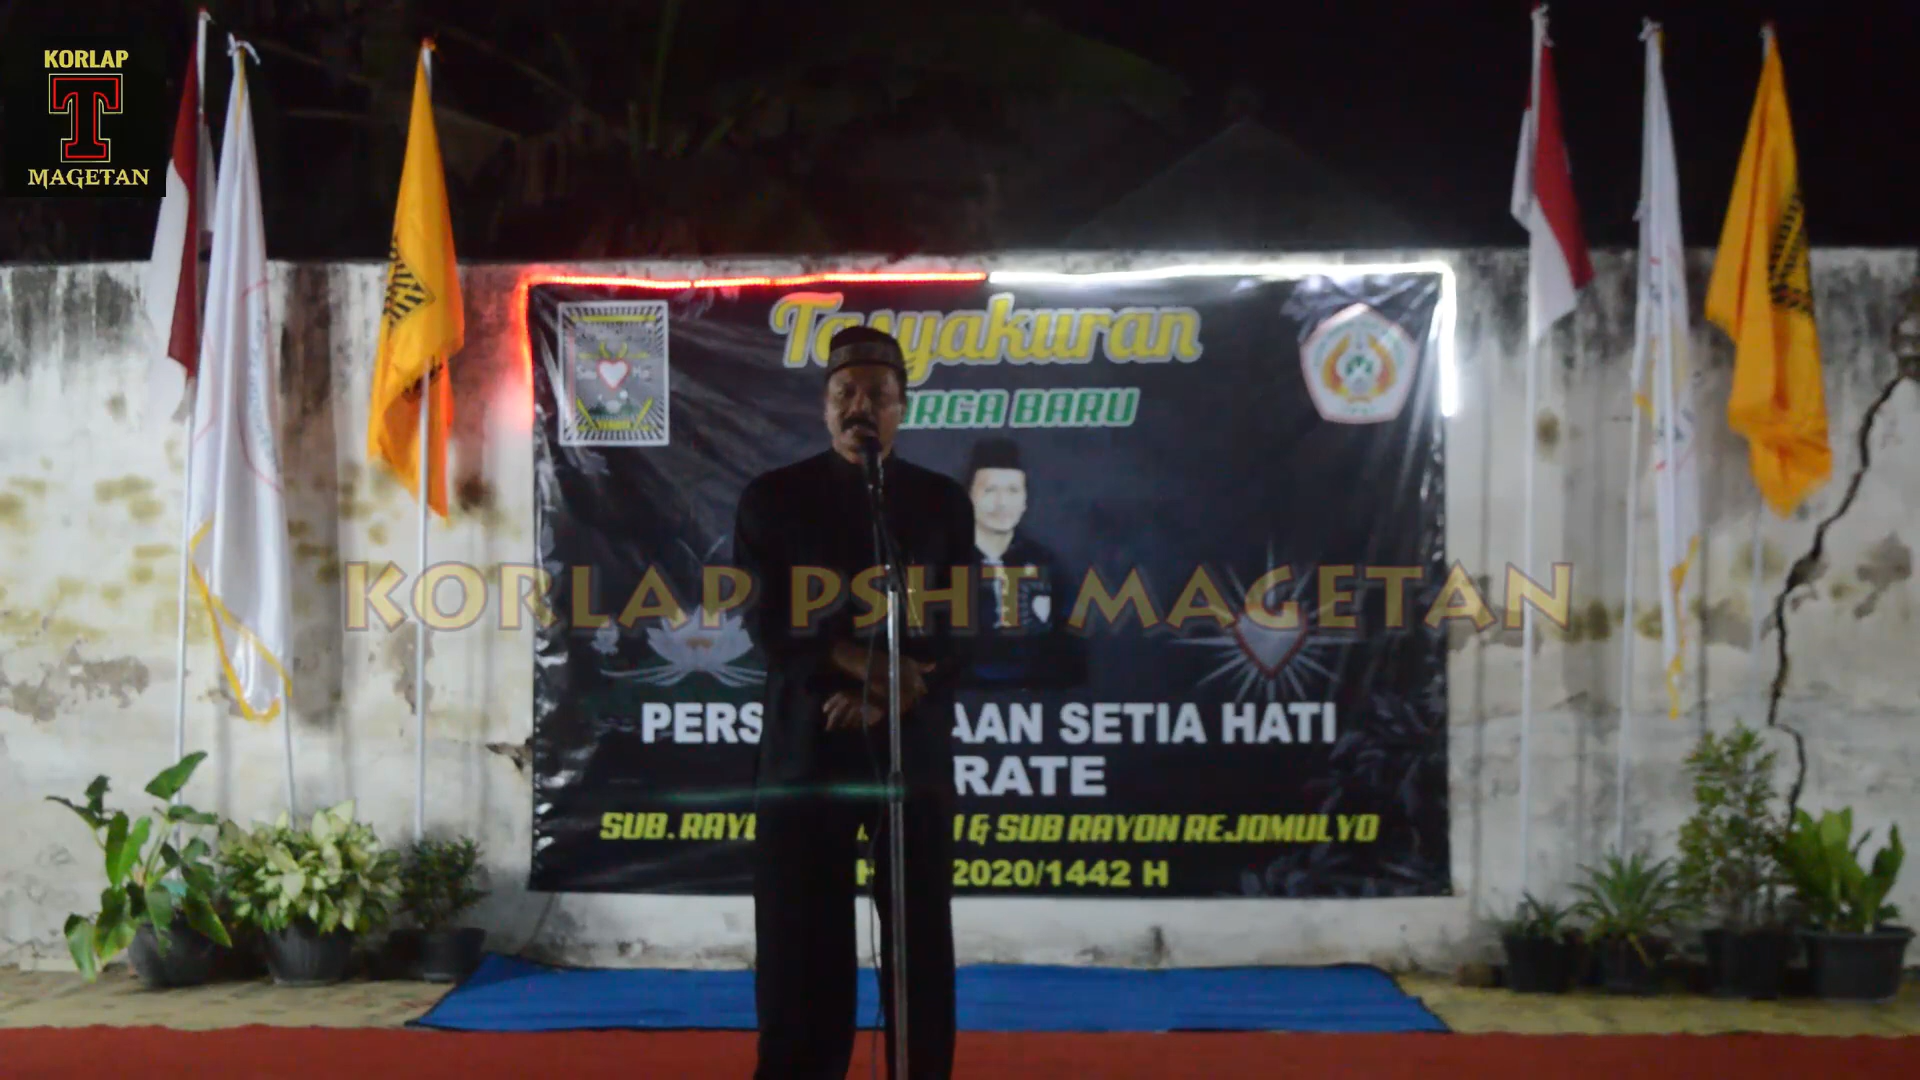 KORLAP
T
MAGETAN
Tasyakuran
ARGA BARU
KORLAP PSHT MAGETAN
PERS AAN SETIA HATI
RATE
SUB. & SUB RAYON REJOMULYO
2020/1442 H